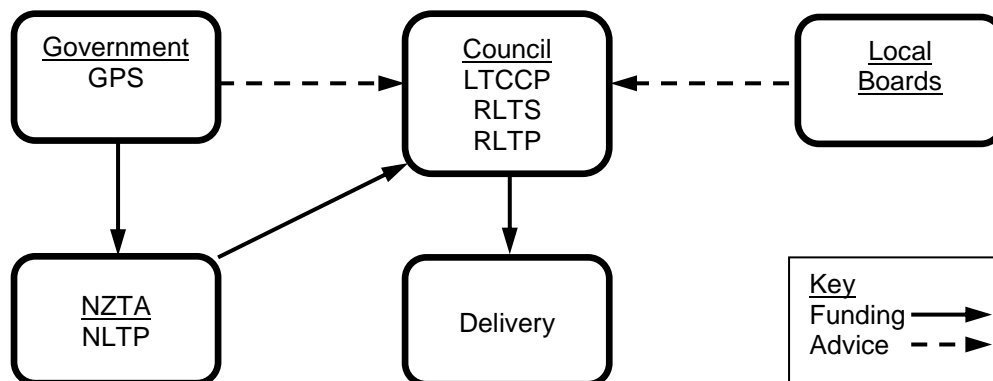 Government
GPS
Council
LTCCP
RLTS
RLTP
Local
Boards
NZTA
NLTP
Delivery
Key
Funding
Advice